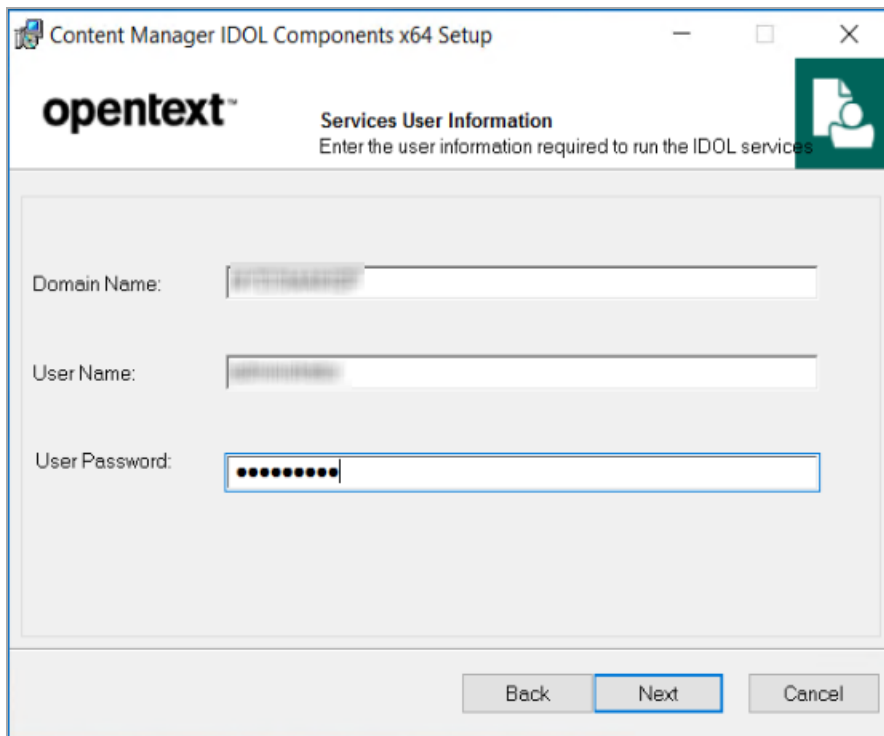 Content Manager IDOL Components x64 Setup
opentext™
Services User Information
Enter the user information required to run the IDOL services
Domain Name:
User Name:
User Password:
•••••••••
Back
Next
Cancel